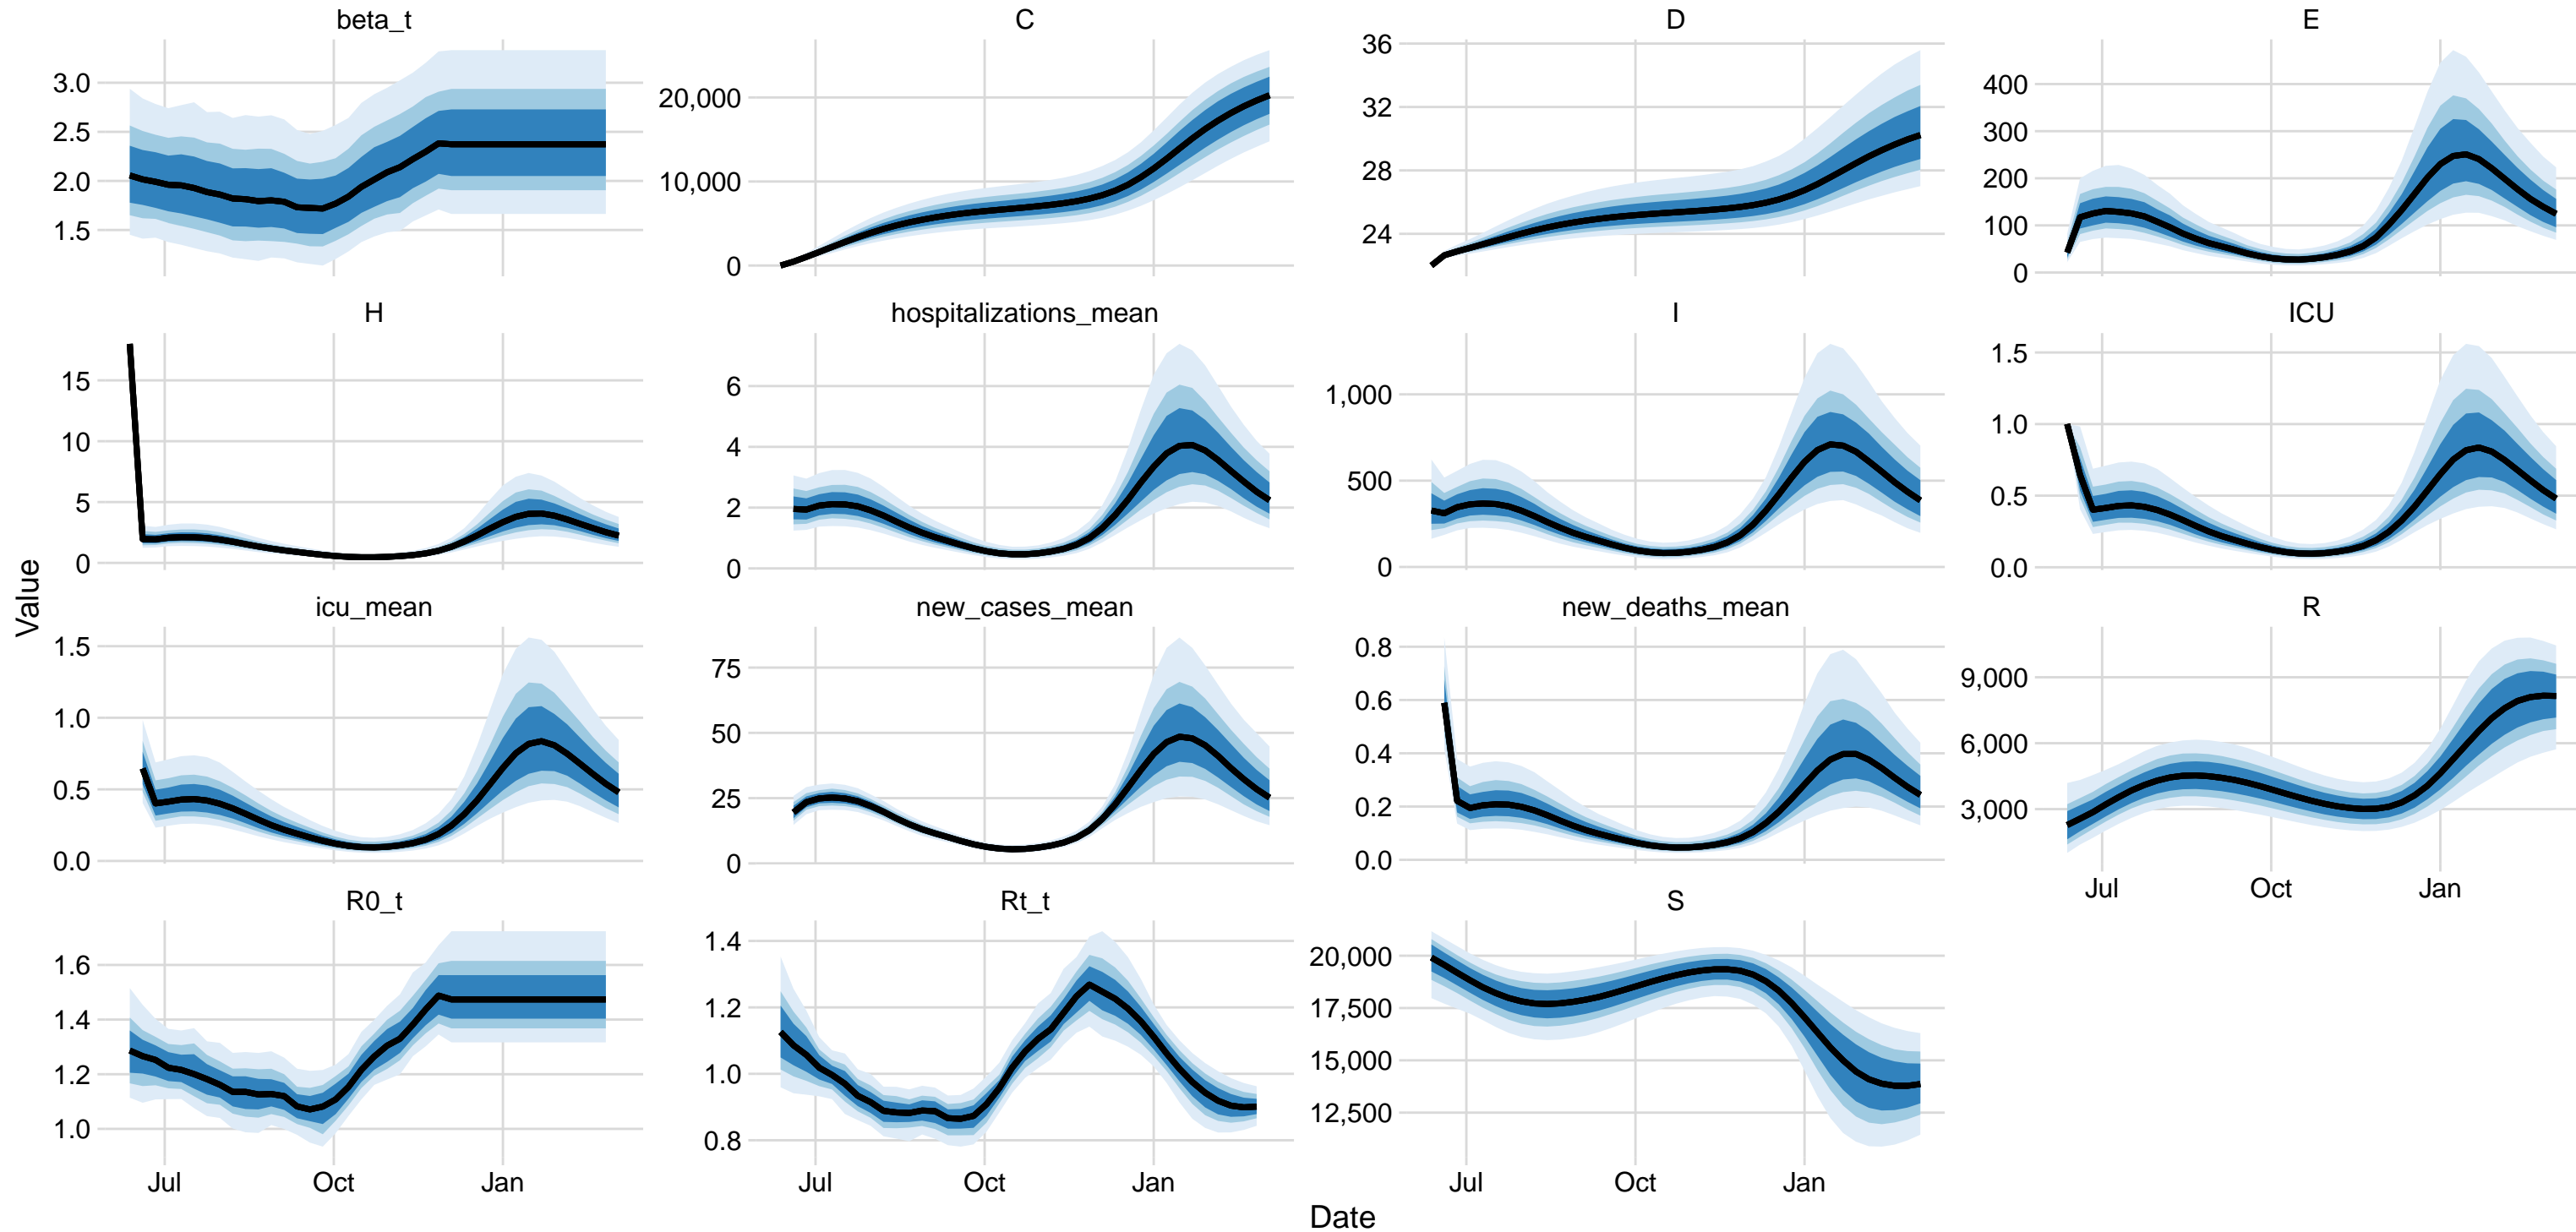 beta_t
C
D
E
3.0
2.5
2.0
1.5
20,000
10,000
0
36
32
28
24
400
300
200
100
0
H
hospitalizations_mean
I
ICU
15
10
5
0
6
4
2
0
1,000
500
0
1.5
1.0
0.5
0.0
icu_mean
new_cases_mean
new_deaths_mean
R
1.5
1.0
0.5
0.0
75
50
25
0
0.8
0.6
0.4
0.2
0.0
9,000
6,000
3,000
Jul Oct Jan
R0_t
Rt_t
S
1.6
1.4
1.2
1.0
Jul Oct Jan
1.4
1.2
1.0
0.8
Jul Oct Jan
20,000
17,500
15,000
12,500
Jul Oct Jan
Value
Date